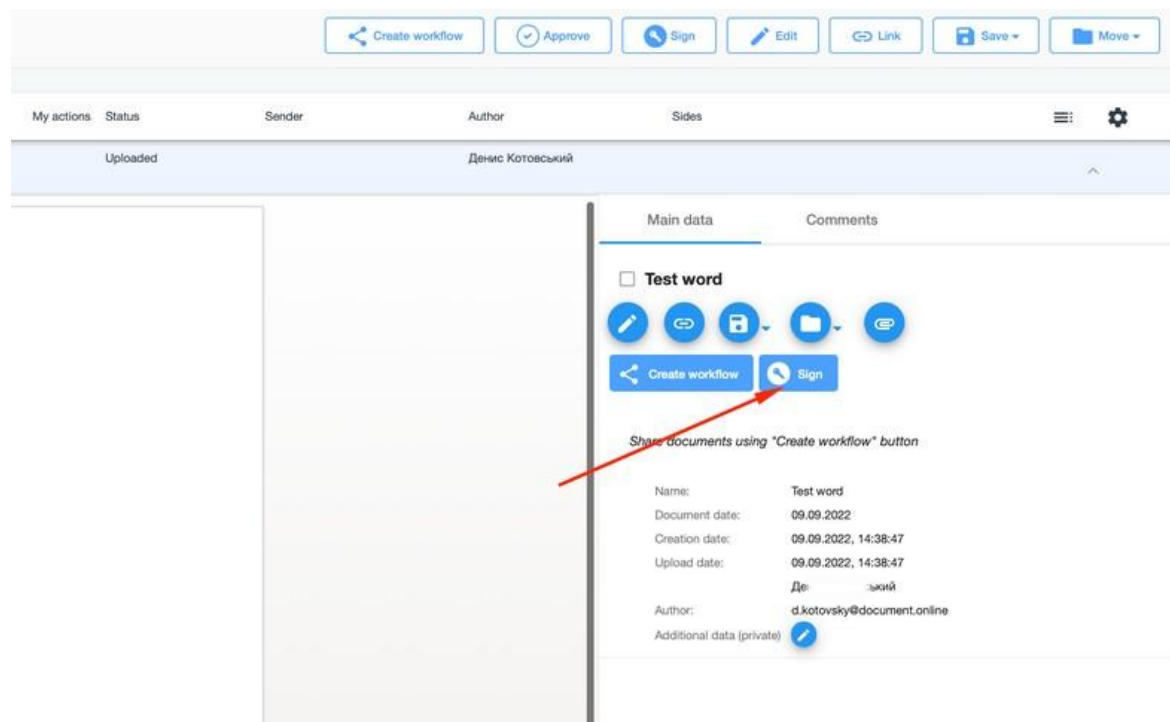 Create workflow Approve Sign Edit Link Save Move
My actions Status Sender Author Sides
Uploaded Денис Котовський
Main data Comments
Test word
Create workflow Sign
Share documents using "Create workflow" button
Name: Test word
Document date: 09.09.2022
Creation date: 09.09.2022, 14:38:47
Upload date: 09.09.2022, 14:38:47
Author: d.kotovsky@document.online
Additional data (private)